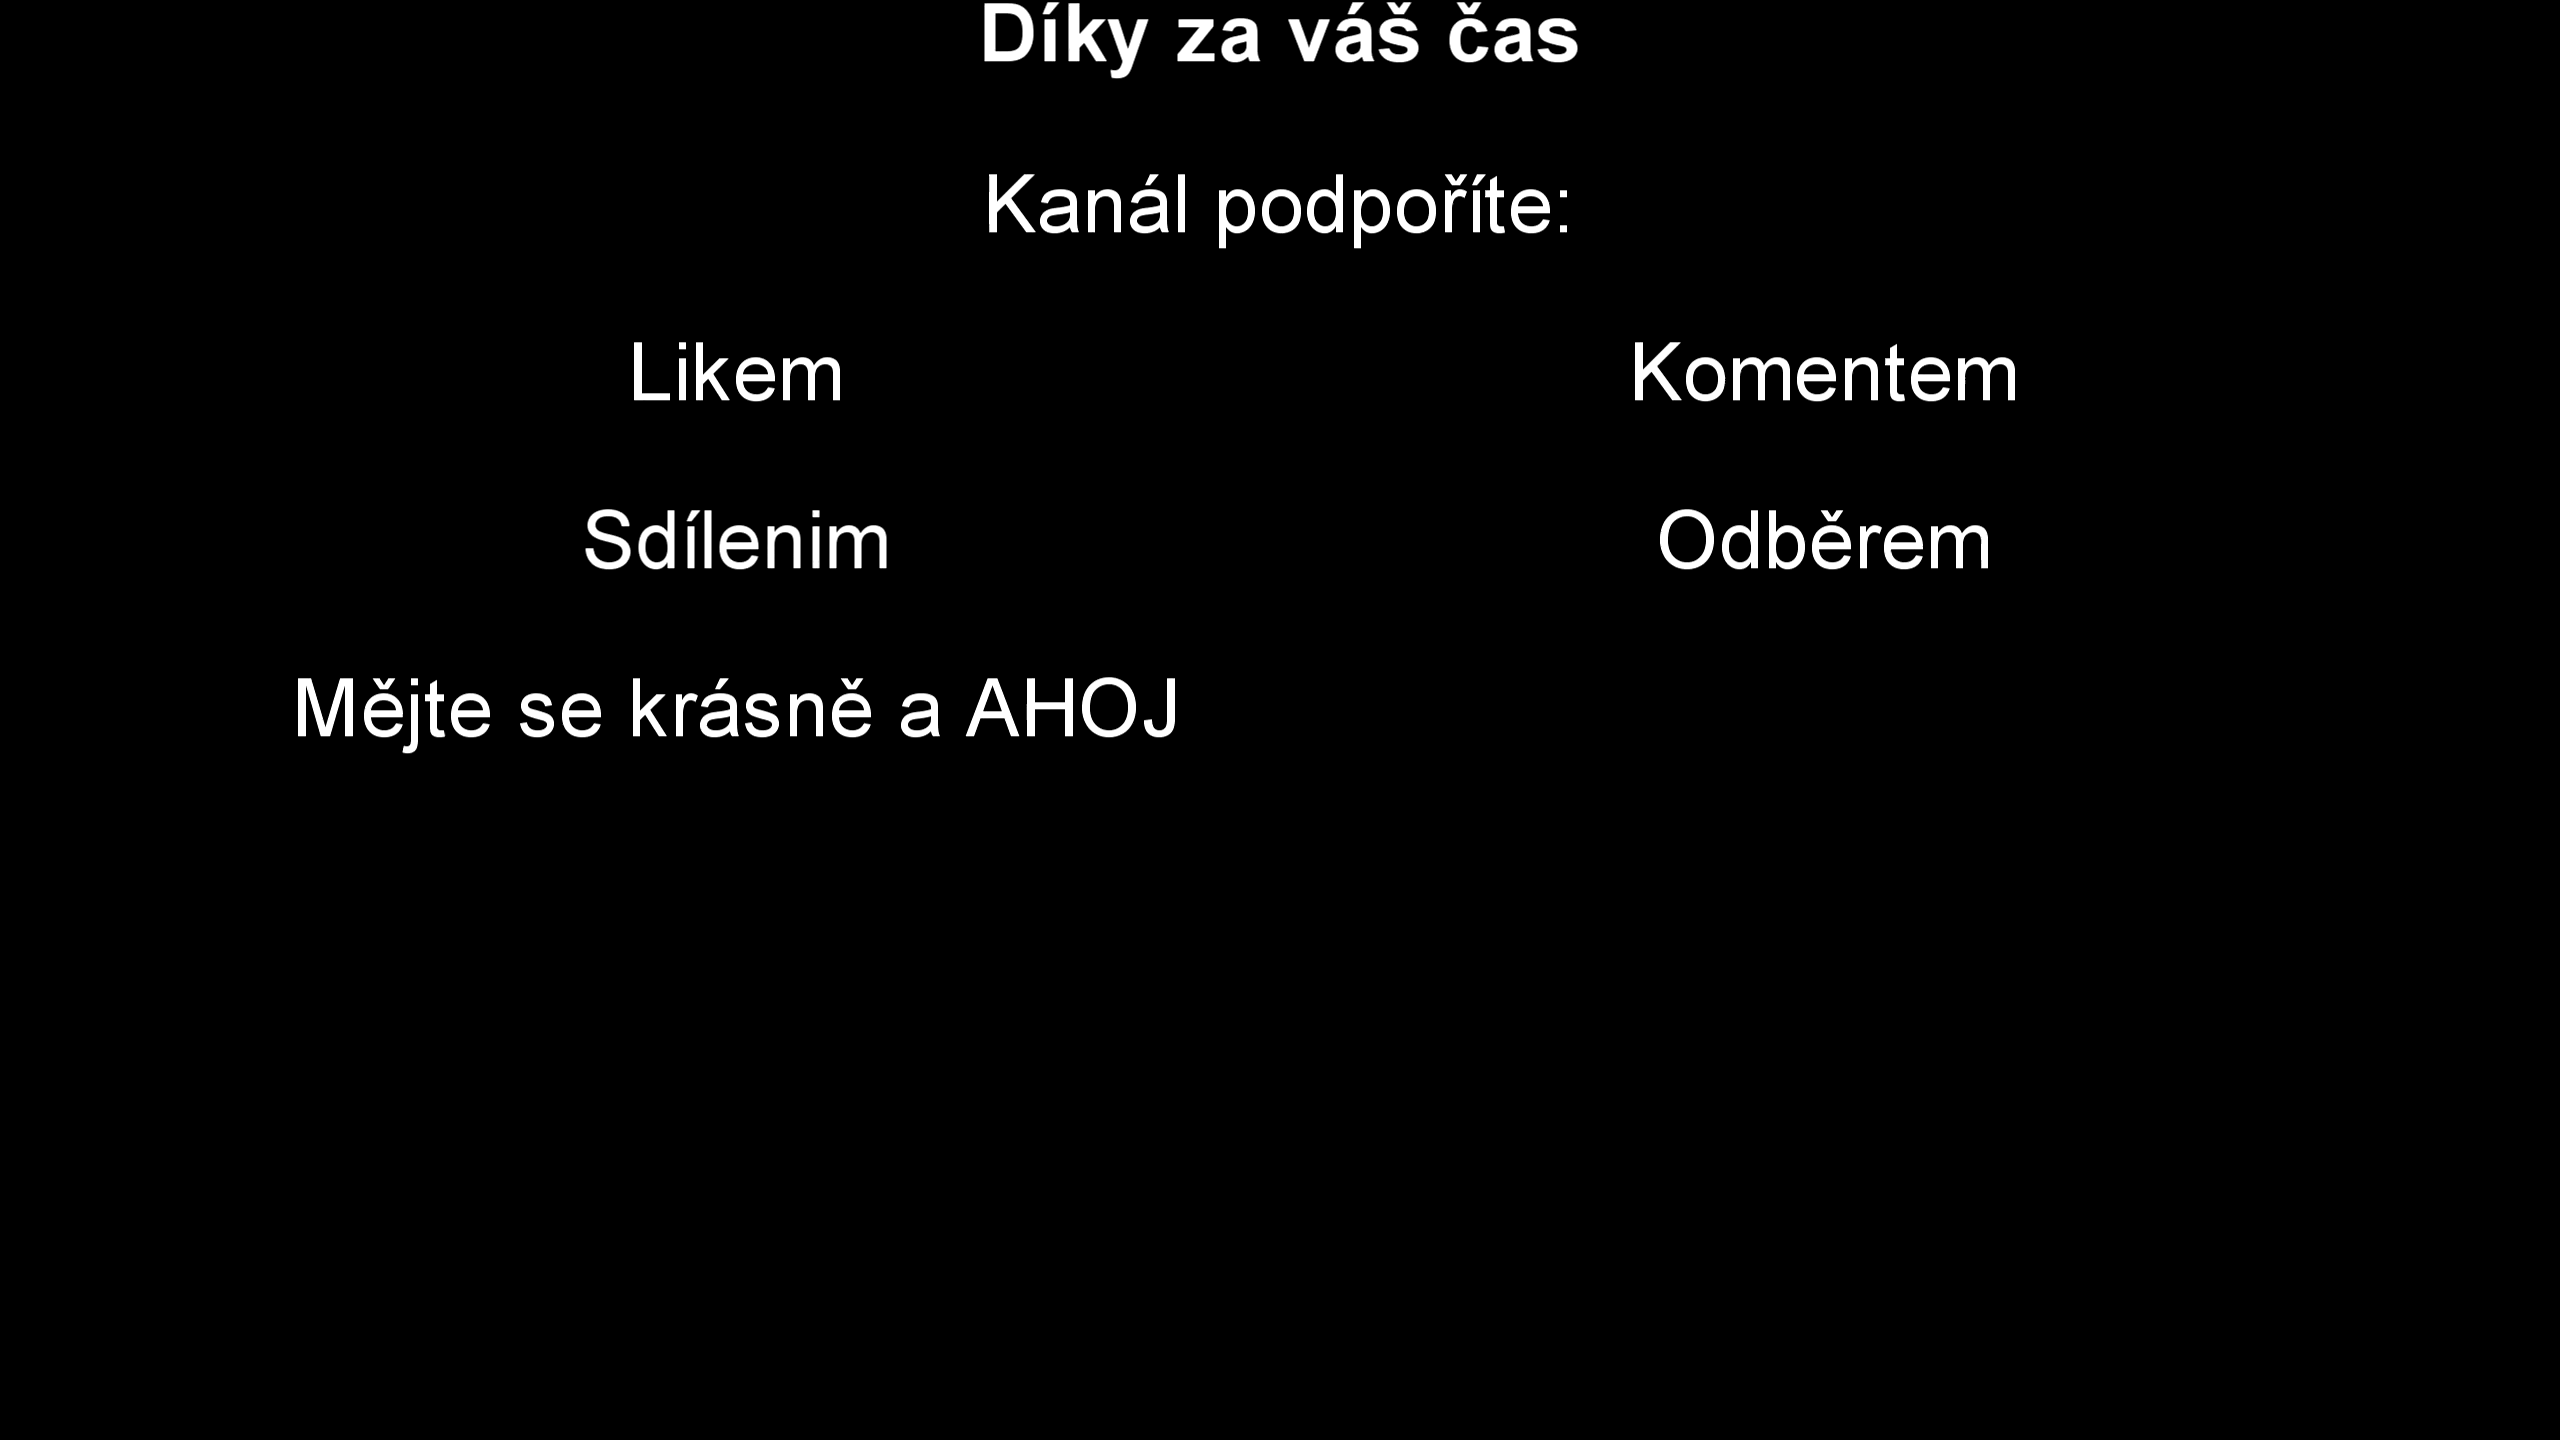 Díky za váš čas
Kanál podpoříte:
Likem Komentem
Sdílenim Odběrem
Mějte se krásně a AHOJ